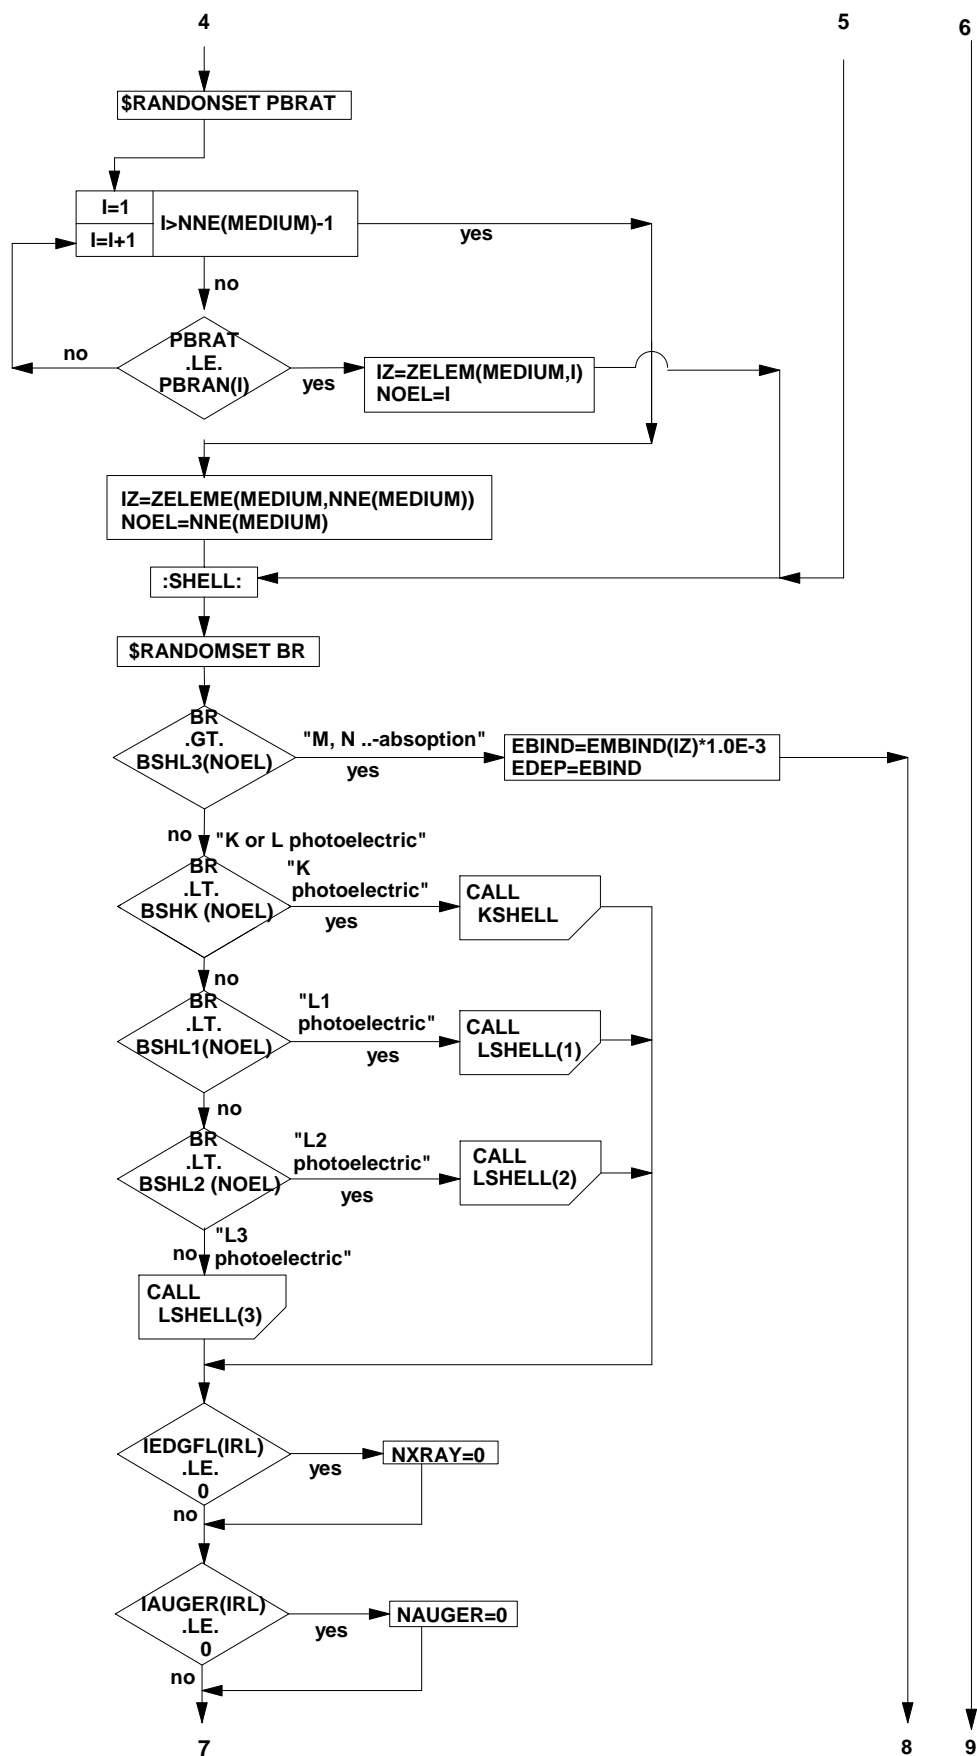 4
5
6
$RANDONSET PBRAT
I=1
I=I+1
I>NNE(MEDIUM)-1
yes
no
PBRAT
.LE.
PBRAN(I)
no
yes
IZ=ZELEM(MEDIUM,I)
NOEL=I
IZ=ZELEME(MEDIUM,NNE(MEDIUM))
NOEL=NNE(MEDIUM)
:SHELL:
$RANDOMSET BR
BR
.GT.
BSHL3(NOEL)
"M, N ..-absoption"
yes
EBIND=EMBIND(IZ)*1.0E-3
EDEP=EBIND
no
"K or L photoelectric"
BR
.LT.
BSHK (NOEL)
"K
photoelectric"
yes
CALL
KSHELL
no
BR
.LT.
BSHL1(NOEL)
"L1
photoelectric"
yes
CALL
LSHELL(1)
no
BR
.LT.
BSHL2 (NOEL)
"L2
photoelectric"
yes
CALL
LSHELL(2)
no
"L3
photoelectric"
CALL
LSHELL(3)
IEDGFL(IRL)
.LE.
0
yes
NXRAY=0
no
IAUGER(IRL)
.LE.
0
yes
NAUGER=0
no
7
8
9